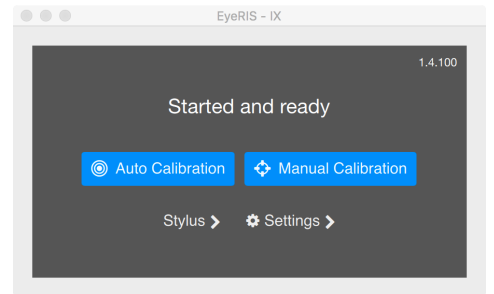 EyeRIS - IX
1.4.100
Started and ready
Auto Calibration Manual Calibration
Stylus Settings